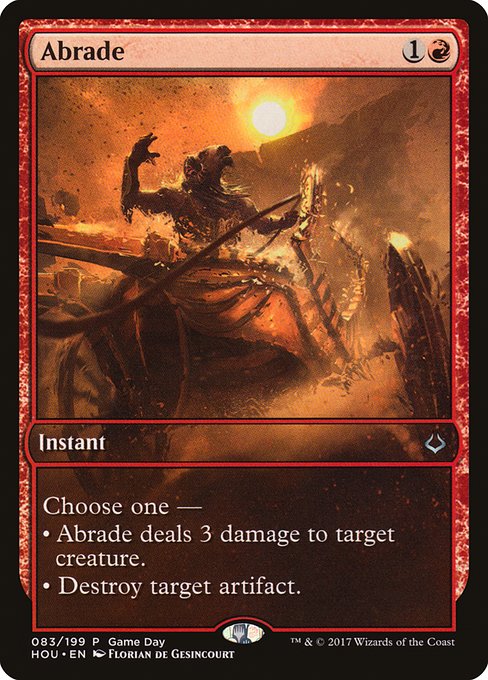 Abrade 1
Instant
Choose one —
• Abrade deals 3 damage to target
creature.
• Destroy target artifact.
083/199 P Game Day
HOU • EN Florian de Gesincourt
™ & © 2017 Wizards of the Coast